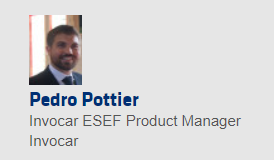 Pedro Pottier
Invocar ESEF Product Manager
Invocar